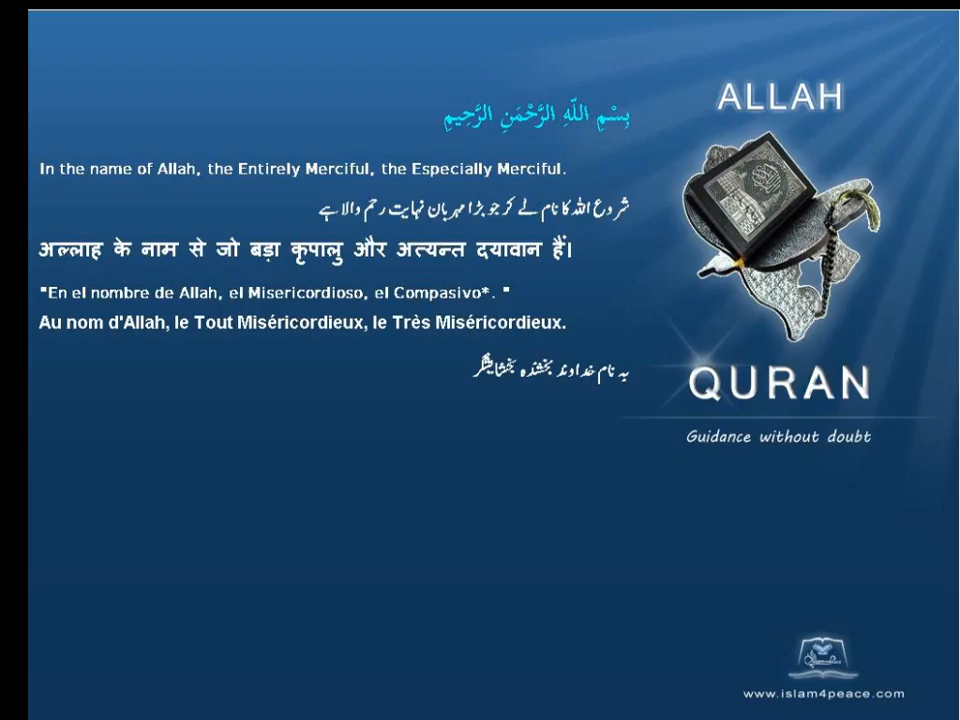 بِسْمِ اللَّهِ الرَّحْمَنِ الرَّحِيمِ
In the name of Allah, the Entirely Merciful, the Especially Merciful.
شروع الله کا نام لے کر جو بڑا مہربان نہایت رحم والا ہے
अल्लाह के नाम से जो बड़ा कृपालु और अत्यन्त दयावान हैं।
"En el nombre de Allah, el Misericordioso, el Compasivo*. "
Au nom d'Allah, le Tout Miséricordieux, le Très Miséricordieux.
به نام خداوند بخشنده بخشایشگر
ALLAH
QURAN
Guidance without doubt
www.islam4peace.com